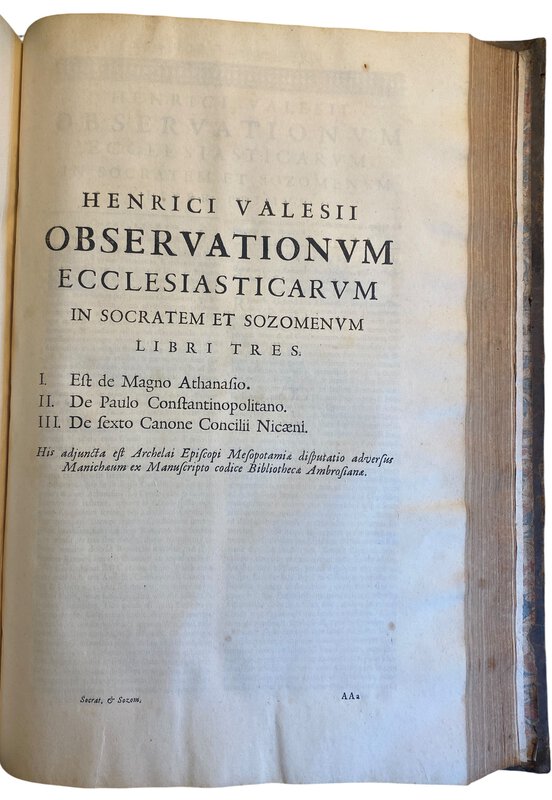 HENRICI VALESII
OBSERVATIONVM
ECCLESIASTICARVM
IN SOCRATEM ET SOZOMENVM
LIBRI TRES.
I. Eſt de Magno Athanaſio.
II. De Paulo Conſtantinopolitano.
III. De ſexto Canone Concilii Nicæni.
His adjuncta eſt Archelai Epiſcopi Meſopotamiæ diſputatio adverſus
Manichæum ex Manuſcripto codice Bibliothecæ Ambroſianæ.
Socrat, & Sozom,
AAa